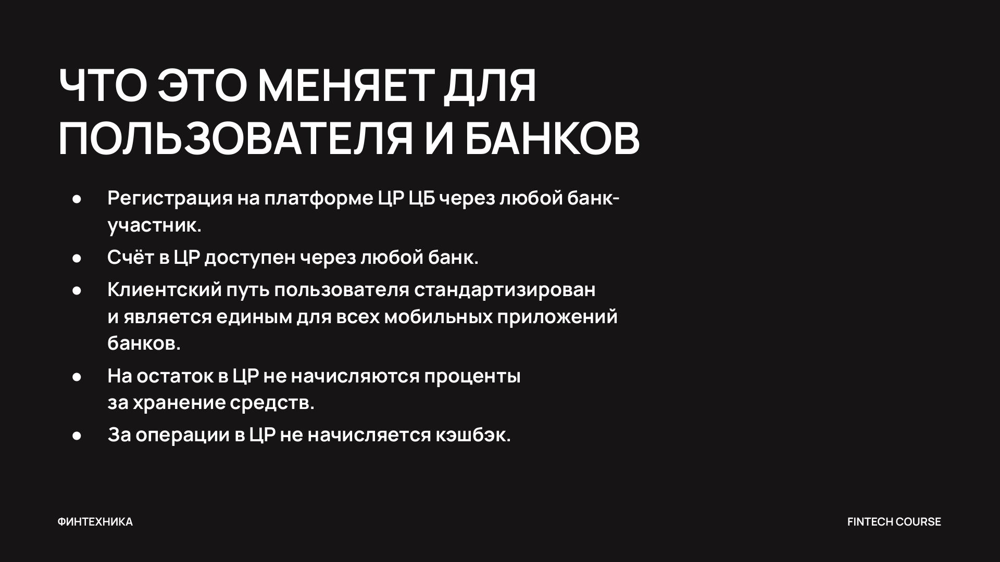 ЧТО ЭТО МЕНЯЕТ ДЛЯ
ПОЛЬЗОВАТЕЛЯ И БАНКОВ
● Регистрация на платформе ЦР ЦБ через любой банк-
участник.
● Счёт в ЦР доступен через любой банк.
● Клиентский путь пользователя стандартизирован
и является единым для всех мобильных приложений
банков.
● На остаток в ЦР не начисляются проценты
за хранение средств.
● За операции в ЦР не начисляется кэшбэк.
ФИНТЕХНИКА
FINTECH COURSE